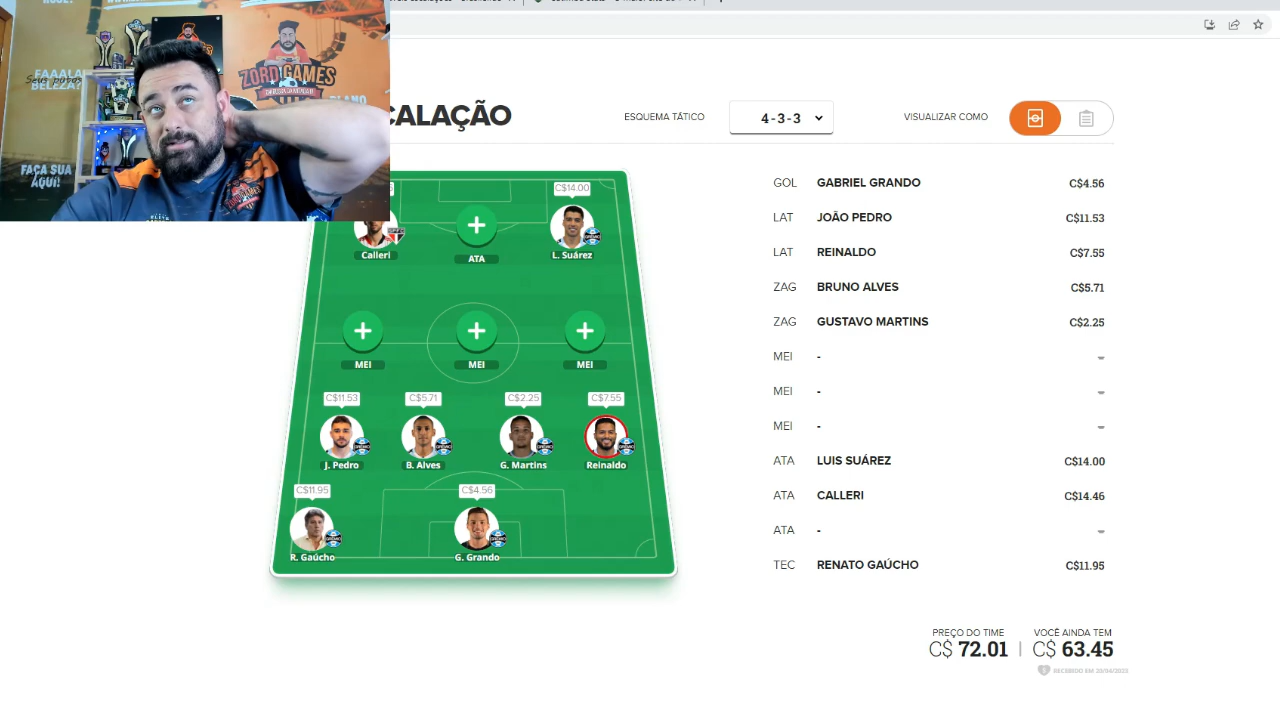 FAAALA
BELEZA?
Seus patos
FAÇA SUA
AQUI!
ZORD GAMES
CALAÇÃO
ESQUEMA TÁTICO
4-3-3
VISUALIZAR COMO
C$14.00
Calleri
ATA
L. Suárez
MEI
MEI
MEI
C$11.53
C$5.71
C$2.25
C$7.55
J. Pedro
B. Alves
G. Martins
Reinaldo
C$11.95
C$4.56
R. Gaúcho
G. Grando
GOL GABRIEL GRANDO C$4.56
LAT JOÃO PEDRO C$11.53
LAT REINALDO C$7.55
ZAG BRUNO ALVES C$5.71
ZAG GUSTAVO MARTINS C$2.25
MEI - -
MEI - -
MEI - -
ATA LUIS SUÁREZ C$14.00
ATA CALLERI C$14.46
ATA - -
TEC RENATO GAÚCHO C$11.95
PREÇO DO TIME
C$ 72.01
VOCÊ AINDA TEM
C$ 63.45